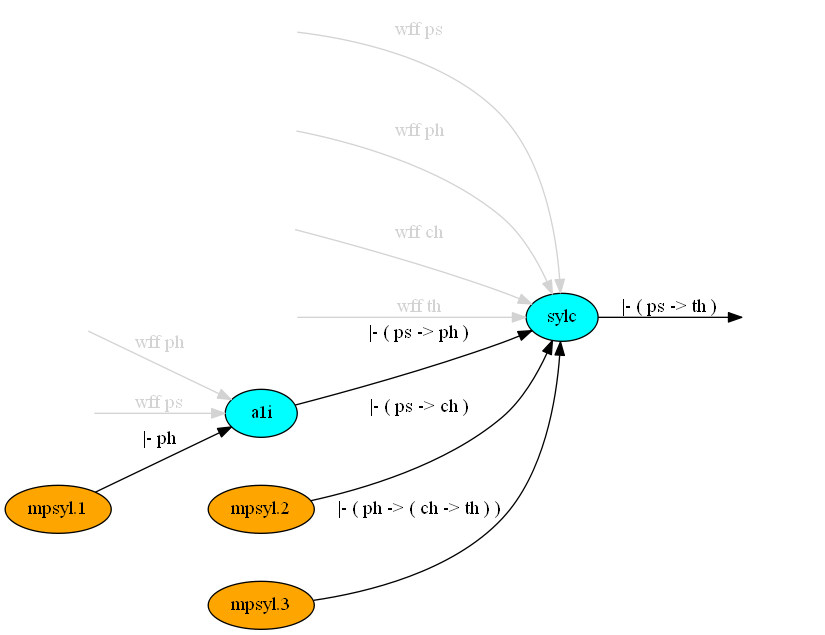 wff ps
wff ph
wff ch
wff th
|- ( ps -> th )
sylc
|- ( ps -> ph )
wff ph
wff ps
a1i
|- ( ps -> ch )
|- ph
mpsyl.1
mpsyl.2
|- ( ph -> ( ch -> th ) )
mpsyl.3